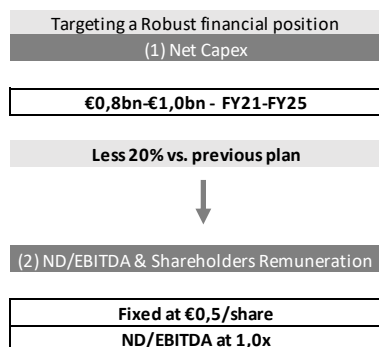 Targeting a Robust financial position
(1) Net Capex
€0,8bn-€1,0bn - FY21-FY25
Less 20% vs. previous plan
(2) ND/EBITDA & Shareholders Remuneration
Fixed at €0,5/share
ND/EBITDA at 1,0x